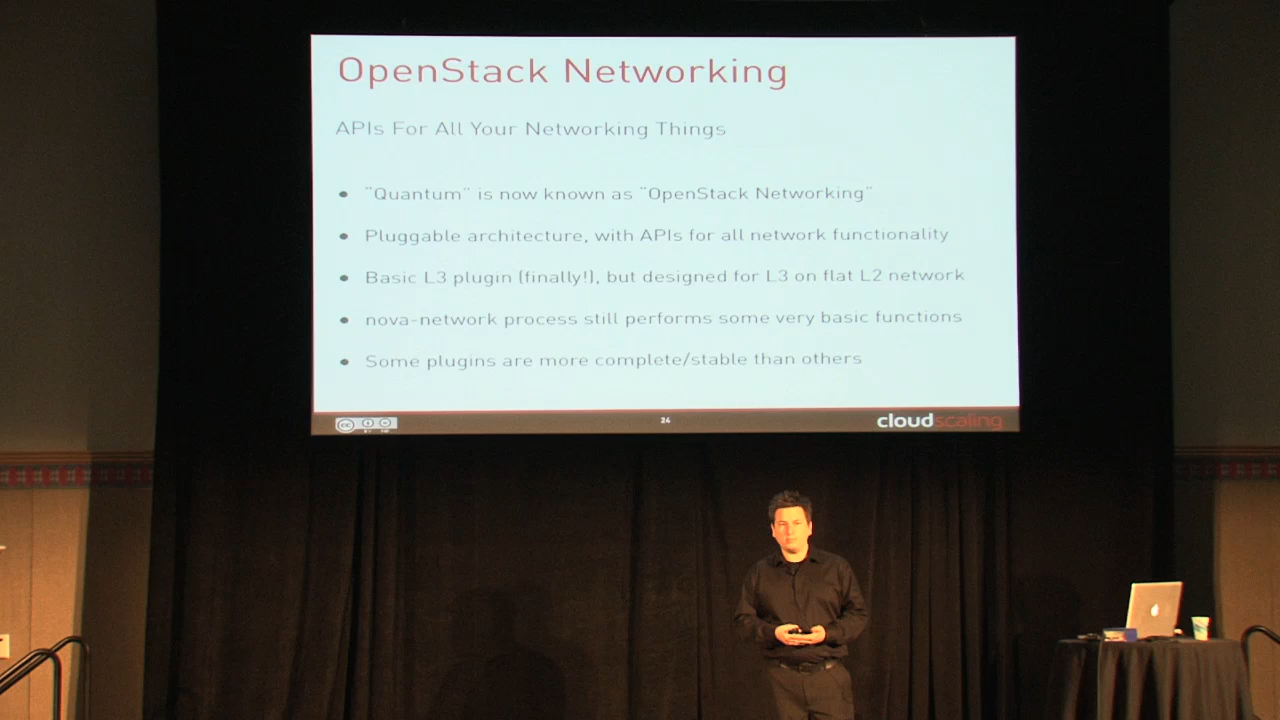 OpenStack Networking
APIs For All Your Networking Things
• “Quantum” is now known as “OpenStack Networking”
• Pluggable architecture, with APIs for all network functionality
• Basic L3 plugin (finally!), but designed for L3 on flat L2 network
• nova-network process still performs some very basic functions
• Some plugins are more complete/stable than others
cc
24
cloudscaling